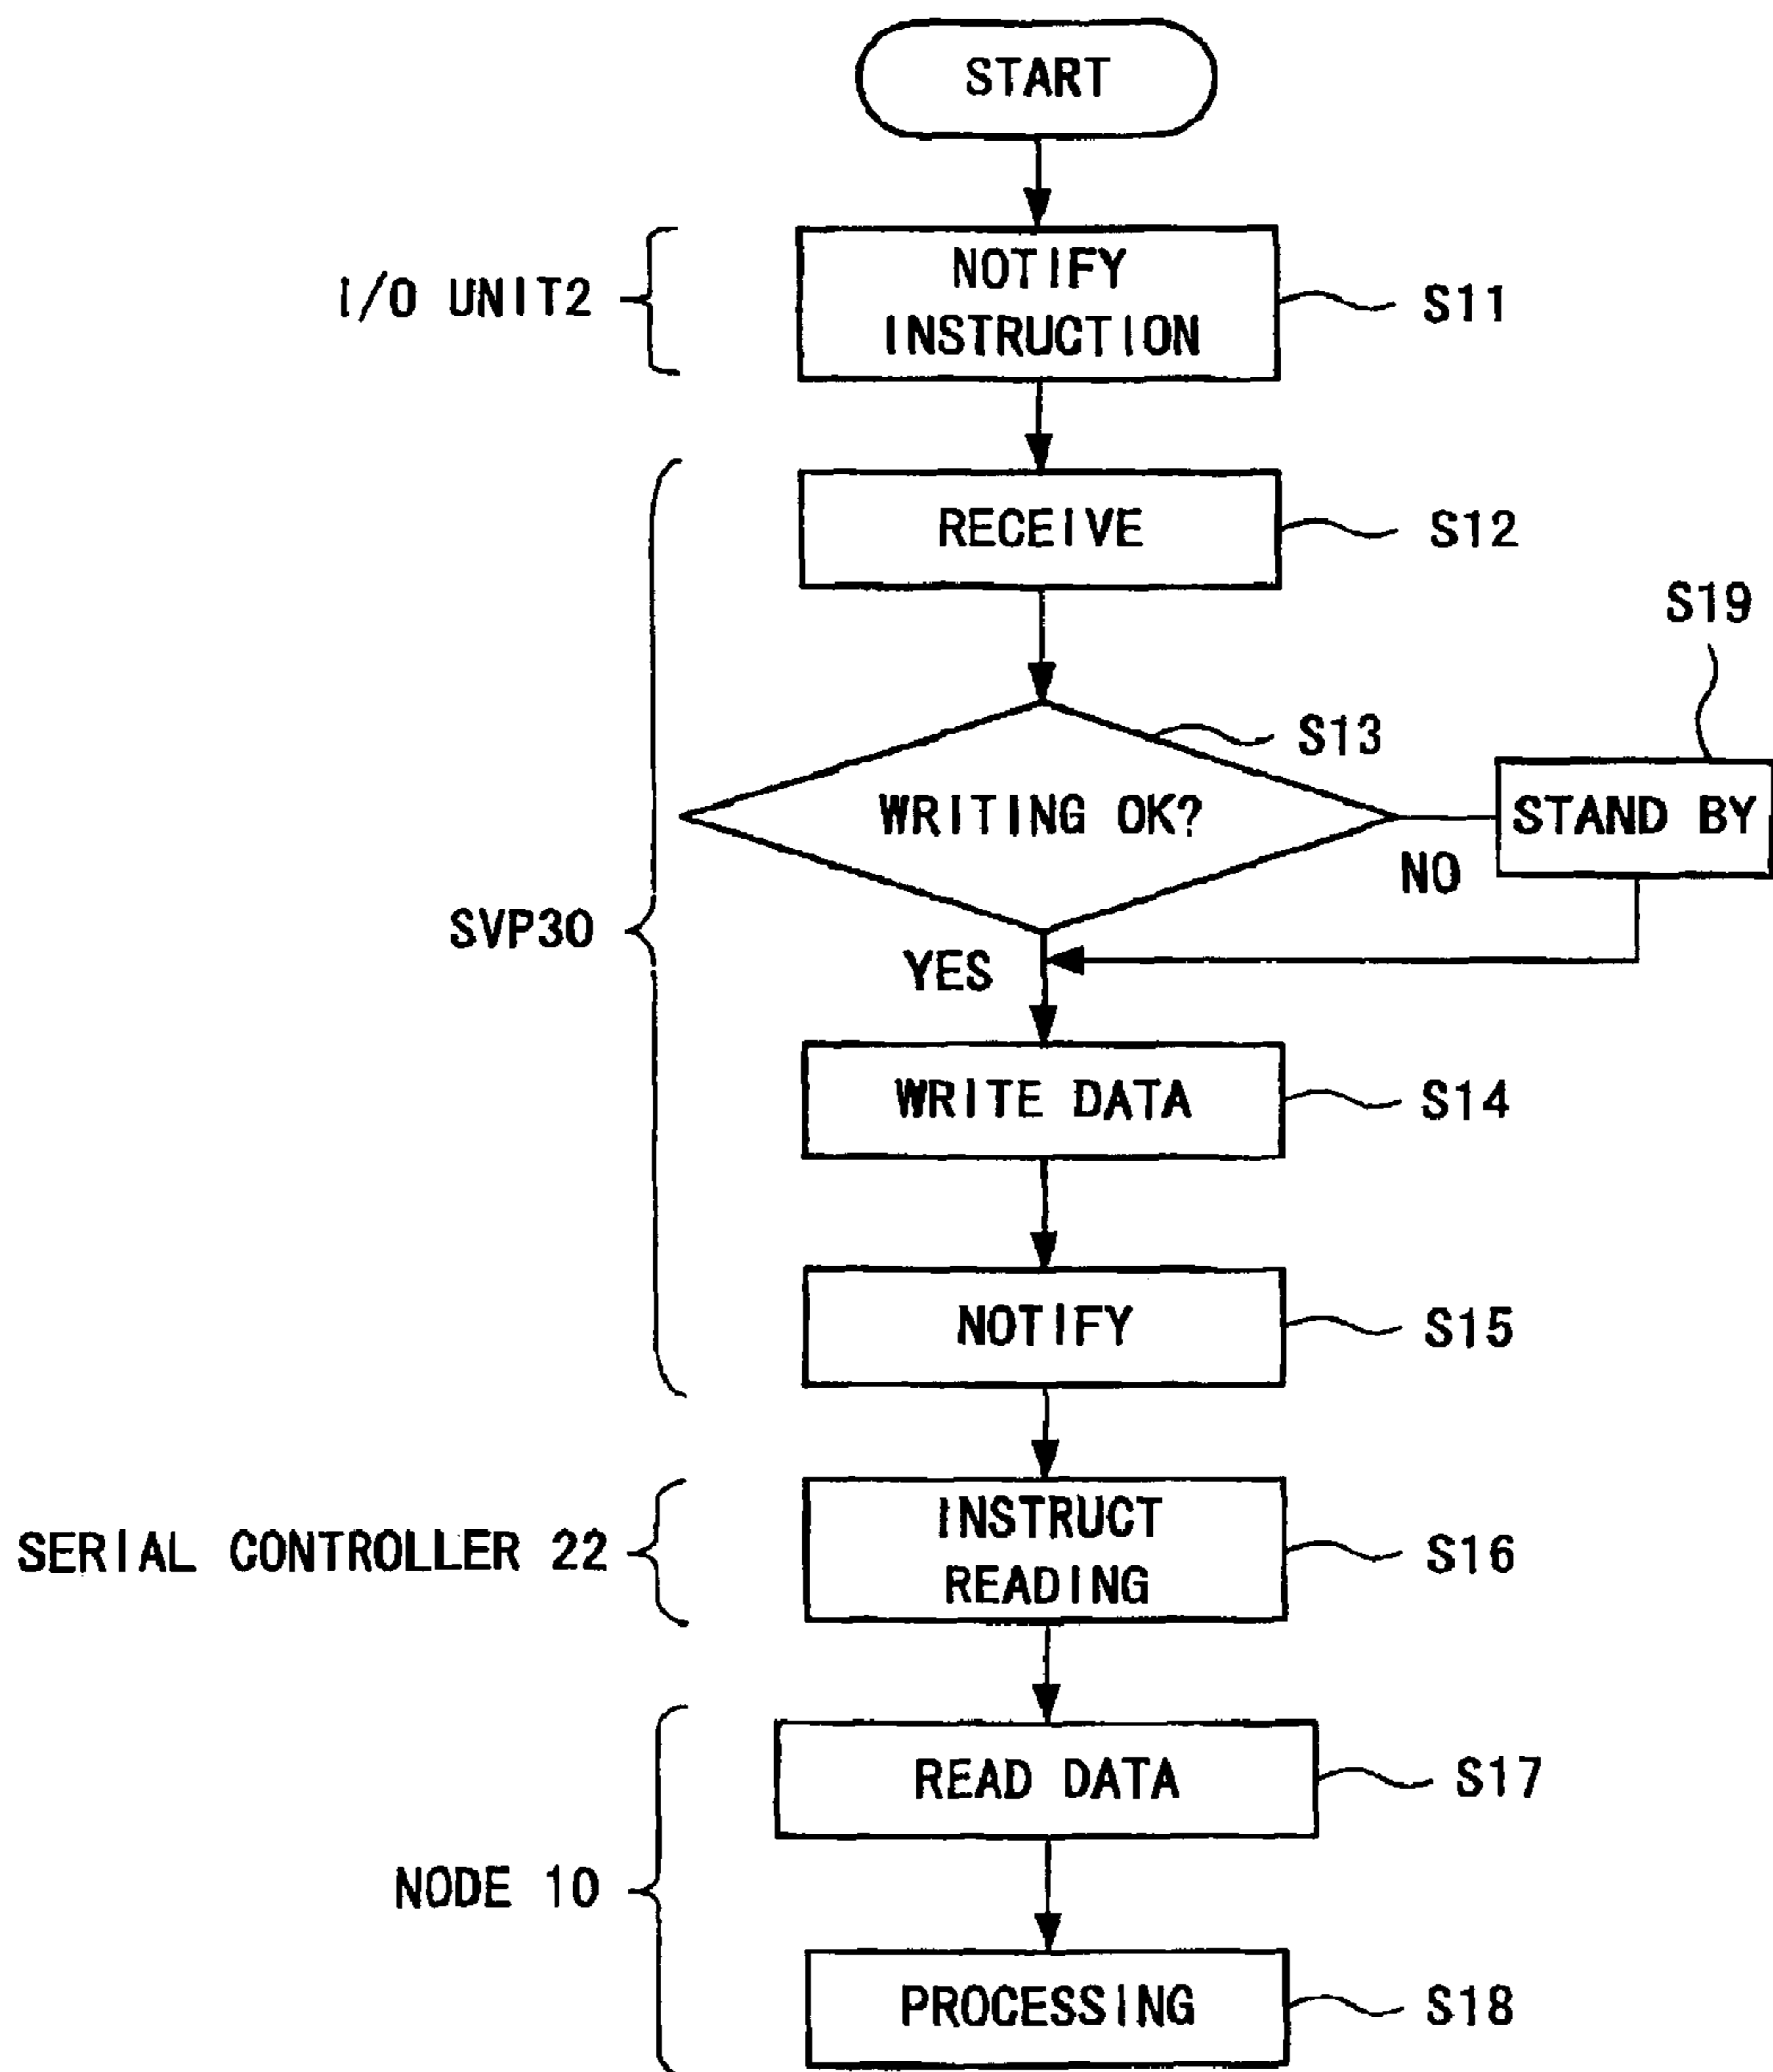 START
I/O UNIT2
NOTIFY
INSTRUCTION
S11
RECEIVE
S12
S19
S13
WRITING OK?
STAND BY
NO
SVP30
YES
WRITE DATA
S14
NOTIFY
S15
SERIAL CONTROLLER 22
INSTRUCT
READING
S16
READ DATA
S17
NODE 10
PROCESSING
S18